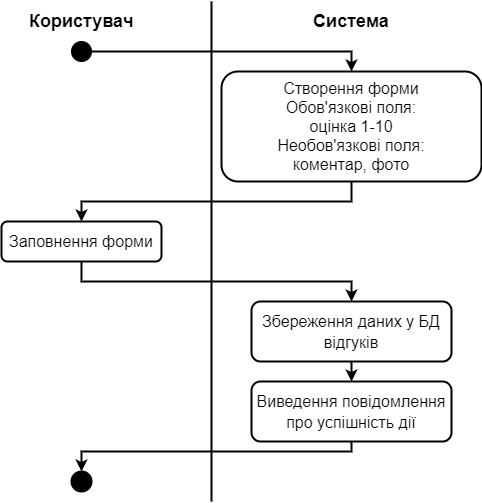 Користувач
Система
Створення форми
Обов'язкові поля:
оцінка 1-10
Необов'язкові поля:
коментар, фото
Заповнення форми
Збереження даних у БД
відгуків
Виведення повідомлення
про успішність дії